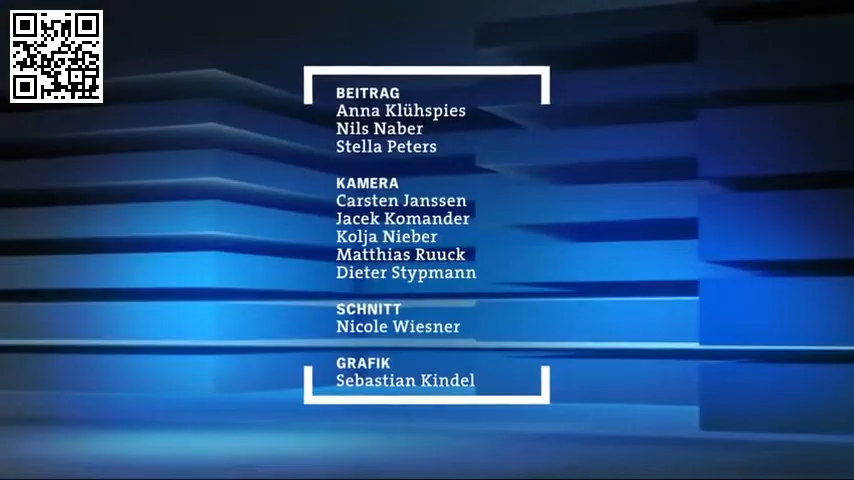 BEITRAG
Anna Klühspies
Nils Naber
Stella Peters
KAMERA
Carsten Janssen
Jacek Komander
Kolja Nieber
Matthias Ruuck
Dieter Stypmann
SCHNITT
Nicole Wiesner
GRAFIK
Sebastian Kindel